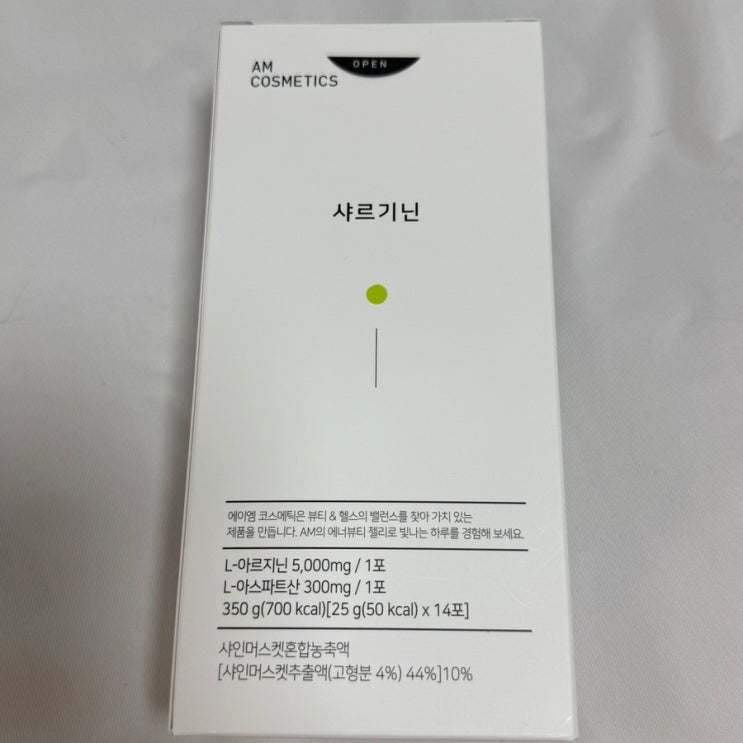 AM
COSMETICS
OPEN
샤르기닌
에이엠 코스메틱은 뷰티 & 헬스의 밸런스를 찾아 가치 있는
제품을 만듭니다. AM의 에너뷰티 젤리로 빛나는 하루를 경험해 보세요.
L-아르지닌 5,000mg / 1포
L-아스파트산 300mg / 1포
350 g(700 kcal)[25 g(50 kcal) x 14포]
샤인머스켓혼합농축액
[샤인머스켓추출액(고형분 4%) 44%]10%